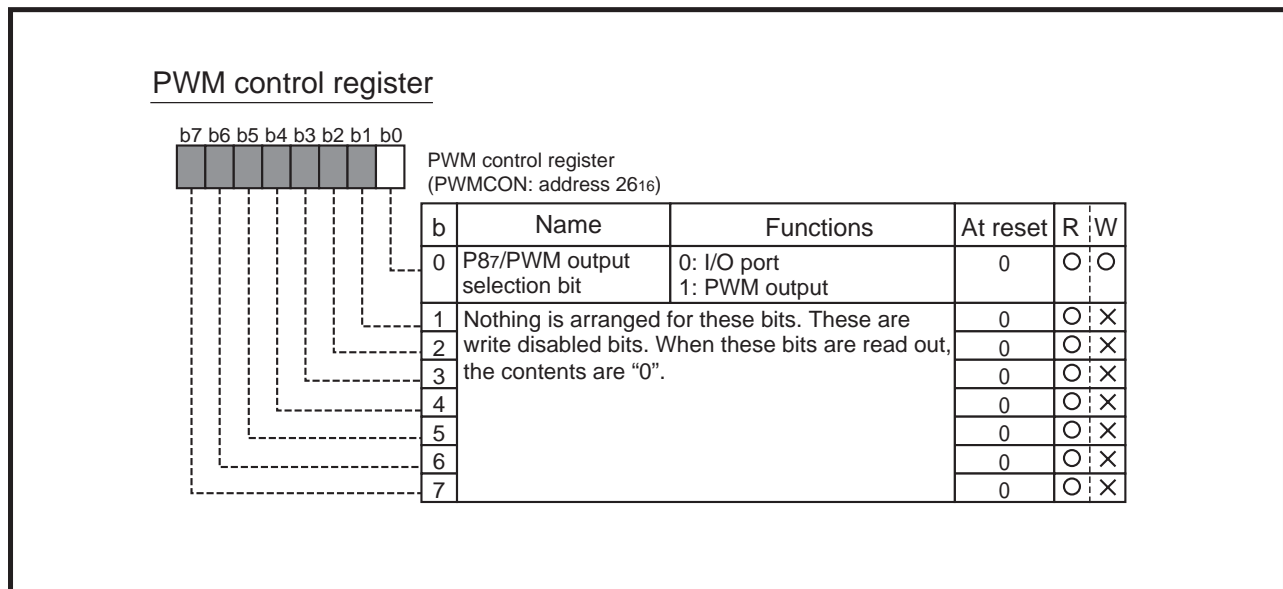 PWM control register
b7 b6 b5 b4 b3 b2 b1 b0
PWM control register
(PWMCON: address 2616)
b Name Functions At reset R W
0 P87/PWM output selection bit 0: I/O port 1: PWM output 0 O O
1 Nothing is arranged for these bits. These are 0 O ×
2 write disabled bits. When these bits are read out, 0 O ×
3 the contents are “0”. 0 O ×
4 0 O ×
5 0 O ×
6 0 O ×
7 0 O ×